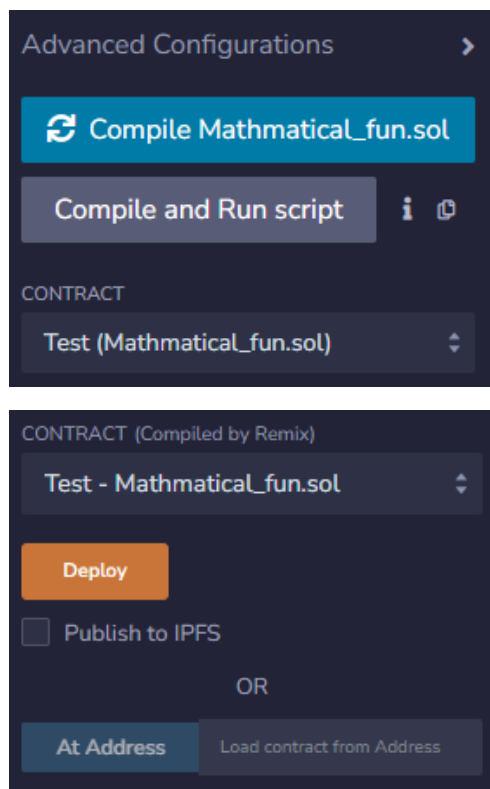 Advanced Configurations
Compile Mathmatical_fun.sol
Compile and Run script
CONTRACT
Test (Mathmatical_fun.sol)
CONTRACT (Compiled by Remix)
Test - Mathmatical_fun.sol
Deploy
Publish to IPFS
OR
At Address Load contract from Address